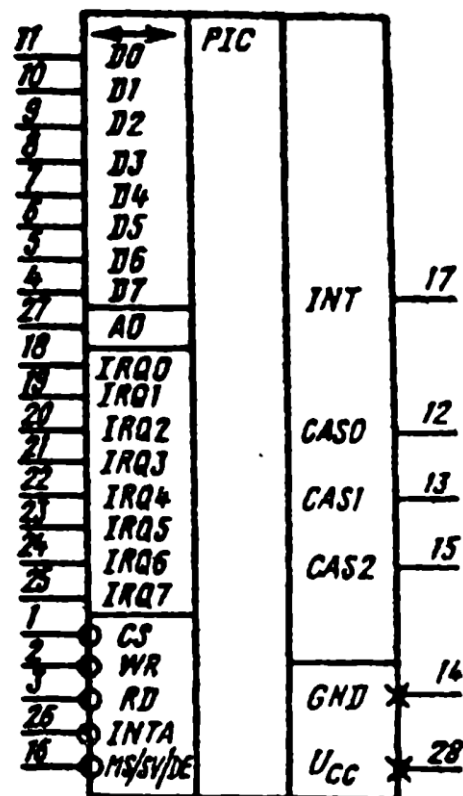 11 D0 PIC
10 D1
9 D2
8 D3
7 D4
6 D5
5 D6
4 D7 INT 17
27 A0
18 IRQ0
19 IRQ1
20 IRQ2 CAS0 12
21 IRQ3
22 IRQ4 CAS1 13
23 IRQ5
24 IRQ6 CAS2 15
25 IRQ7
1 CS
2 WR
3 RD GND 14
26 INTA
16 MS/SV/DE UCC 28